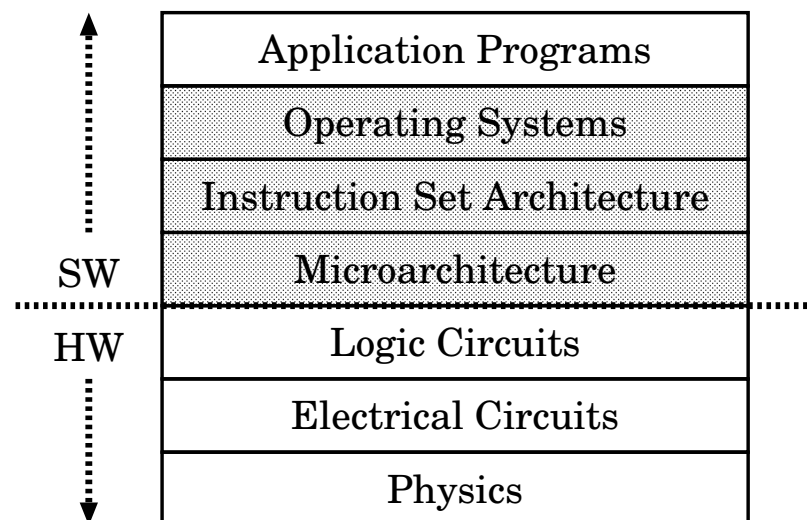 Application Programs
Operating Systems
Instruction Set Architecture
Microarchitecture
SW
HW
Logic Circuits
Electrical Circuits
Physics